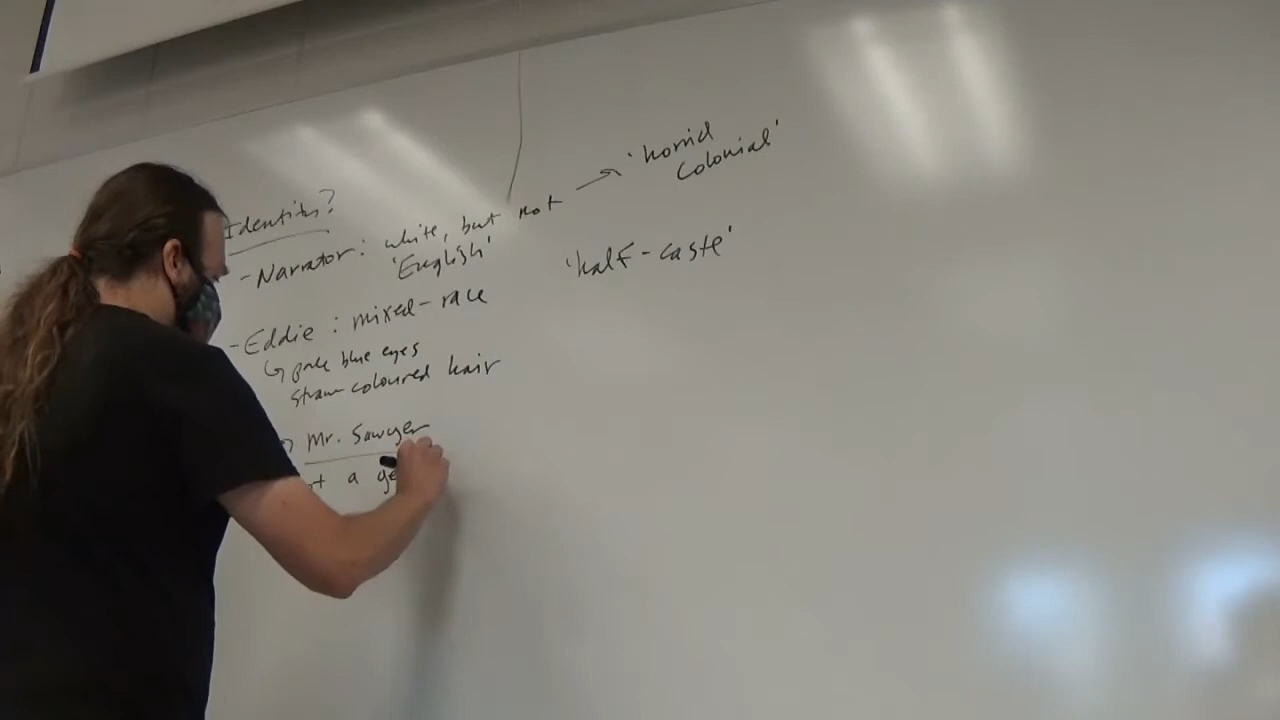 Identities?
- Narrator: white, but not → 'horrid
'English'
colonial'
'half-caste'
- Eddie: mixed-race
↳ pale blue eyes
straw-coloured hair
Mr. Sawyer
a